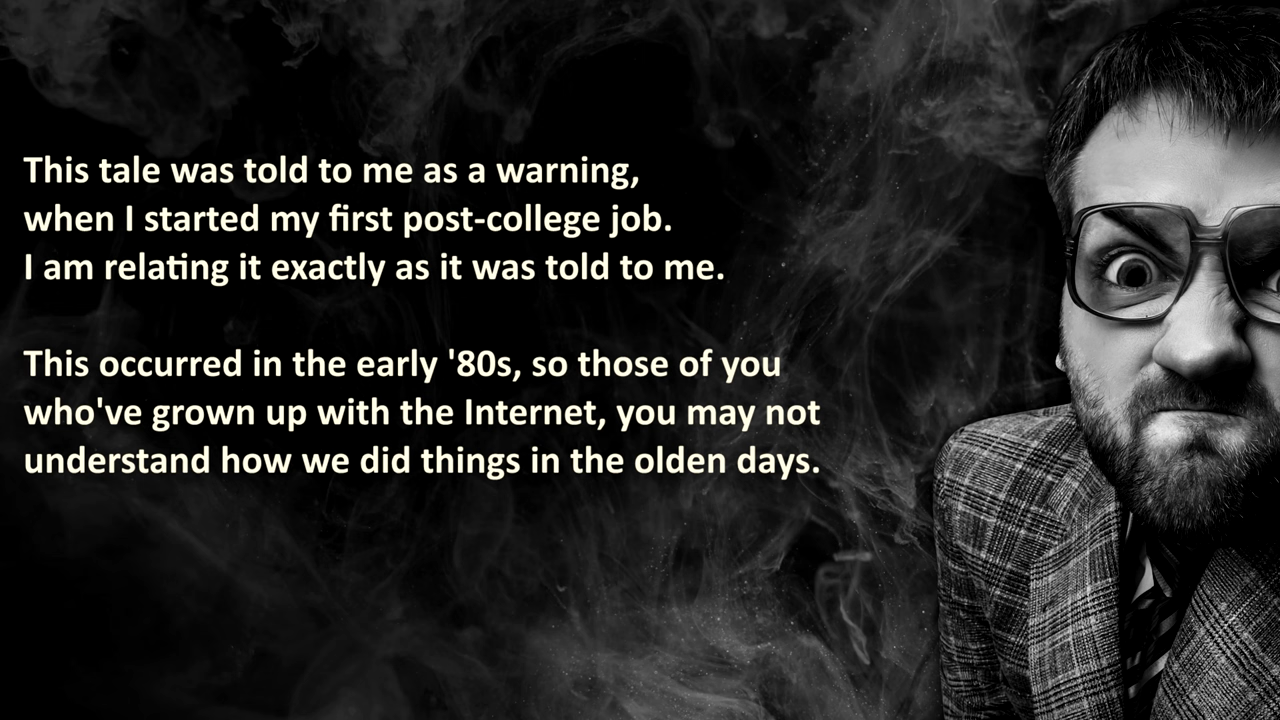 This tale was told to me as a warning,
when I started my first post-college job.
I am relating it exactly as it was told to me.
This occurred in the early '80s, so those of you
who've grown up with the Internet, you may not
understand how we did things in the olden days.